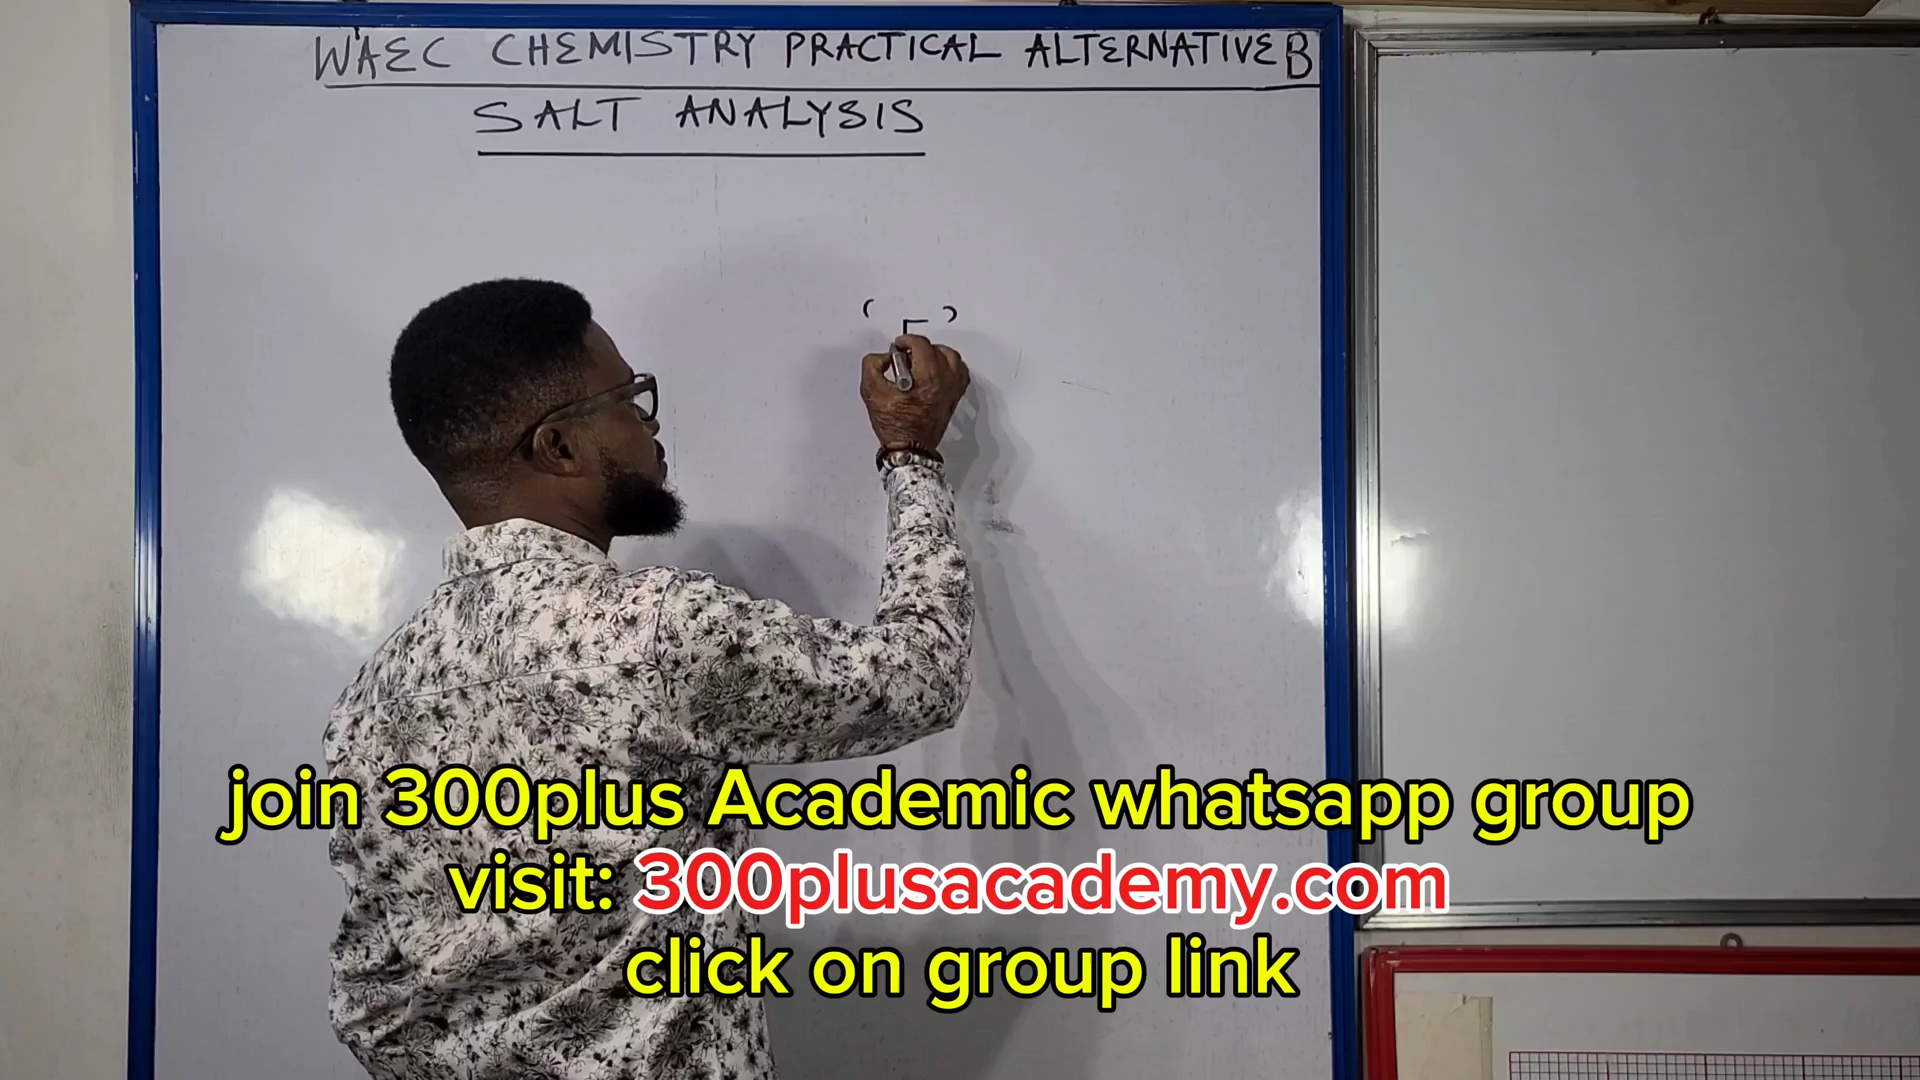 WAEC CHEMISTRY PRACTICAL ALTERNATIVE B
SALT ANALYSIS
join 300plus Academic whatsapp group
visit: 300plusacademy.com
click on group link